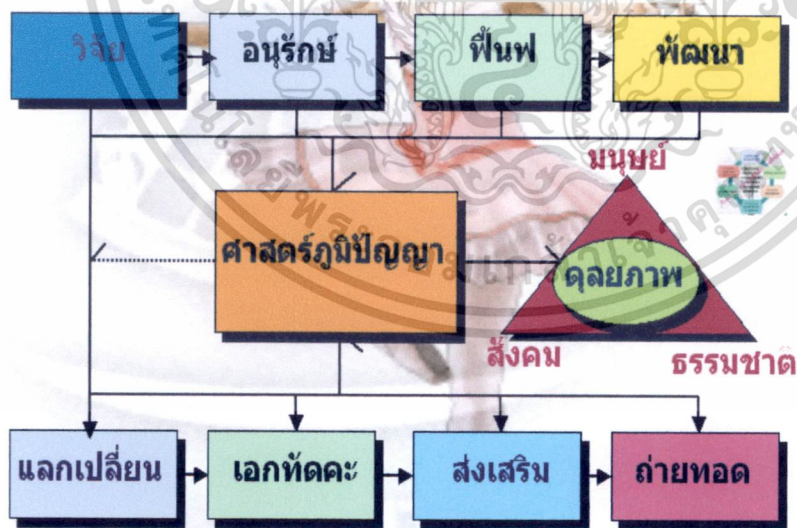 วิจัย
อนุรักษ์
ฟื้นฟ
พัฒนา
มนุษย์
ศาสตร์ภูมิปัญญา
ดุลยภาพ
สังคม
ธรรมชาติ
แลกเปลี่ยน
เอกทัดคะ
ส่งเสริม
ถ่ายทอด